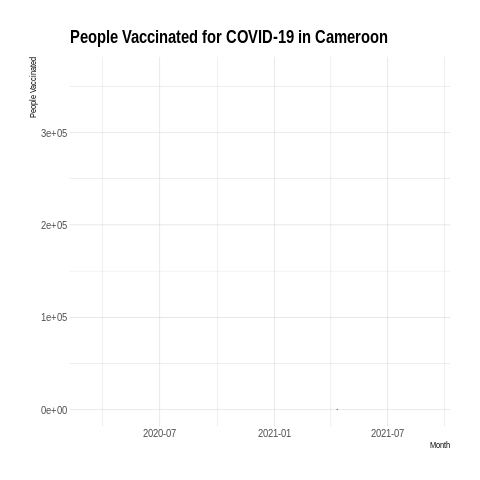 People Vaccinated for COVID-19 in Cameroon
People Vaccinated
3e+05
2e+05
1e+05
0e+00
2020-07 2021-01 2021-07
Month